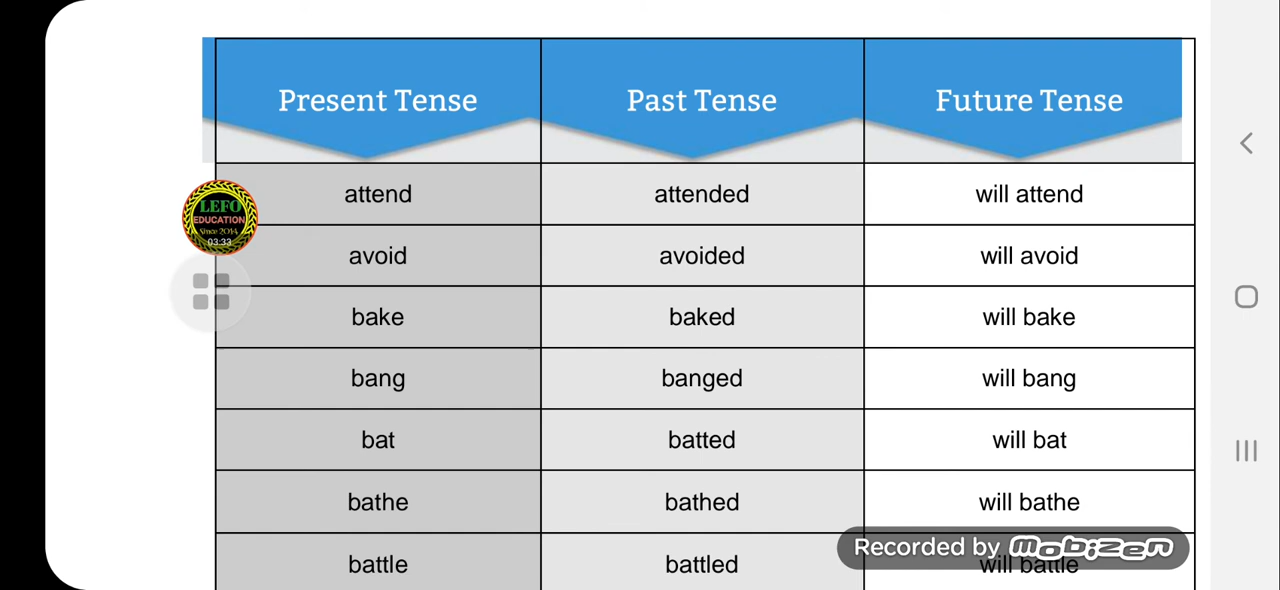 Present Tense Past Tense Future Tense
attend attended will attend
LEFO
EDUCATION
Since 2014
03:33
avoid avoided will avoid
bake baked will bake
bang banged will bang
bat batted will bat
bathe bathed will bathe
Recorded by Mobizen
battle battled will battle